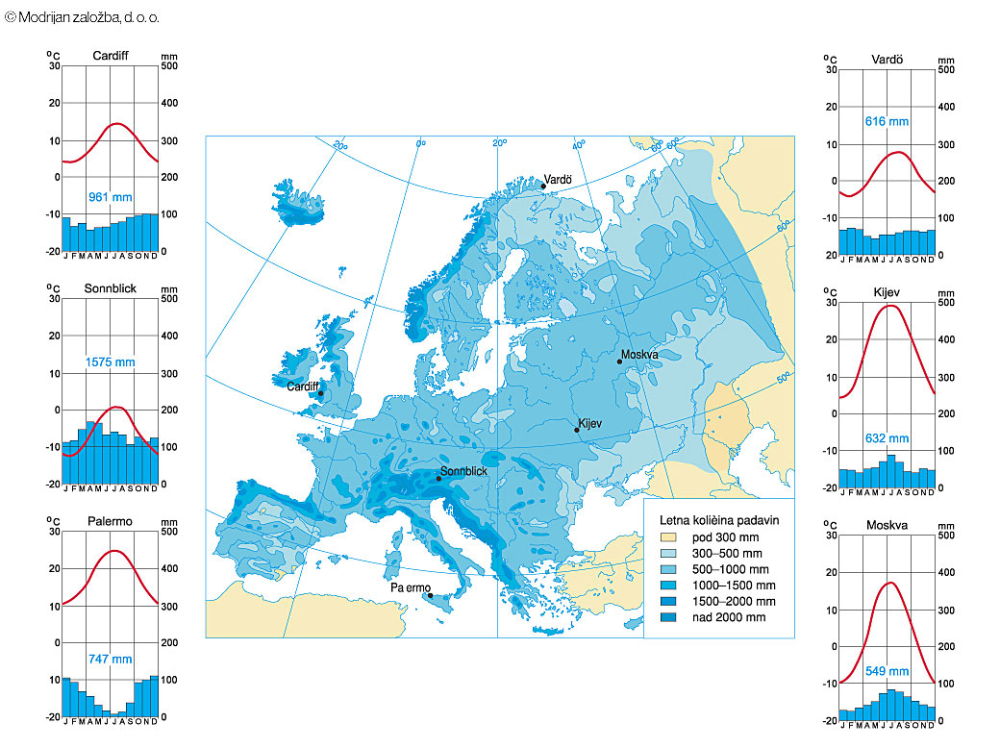 © Modrijan založba, d. o. o.
°C Cardiff mm
30 500
20 400
10 300
0 200
961 mm
-10 100
-20 0
J F M A M J J A S O N D
°C Sonnblick mm
30 500
20 400
1575 mm
10 300
0 200
-10 100
-20 0
J F M A M J J A S O N D
°C Palermo mm
30 500
20 400
10 300
0 200
747 mm
10 100
-20 0
J F M A M J J A S O N D
20° 0° 20° 40° 60° 60°
60°
50°
Vardö
Moskva
Cardiff
Kijev
Sonnblick
Pa ermo
Letna kolièina padavin
pod 300 mm
300–500 mm
500–1000 mm
1000–1500 mm
1500–2000 mm
nad 2000 mm
°C Vardö mm
30 500
20 400
616 mm
10 300
0 200
-10 100
20 0
J F M A M J J A S O N D
°C Kijev mm
30 500
20 400
10 300
0 200
632 mm
-10 100
-20 0
J F M A M J J A S O N D
°C Moskva mm
30 500
20 400
10 300
0 200
549 mm
-10 100
-20 0
J F M A M J J A S O N D